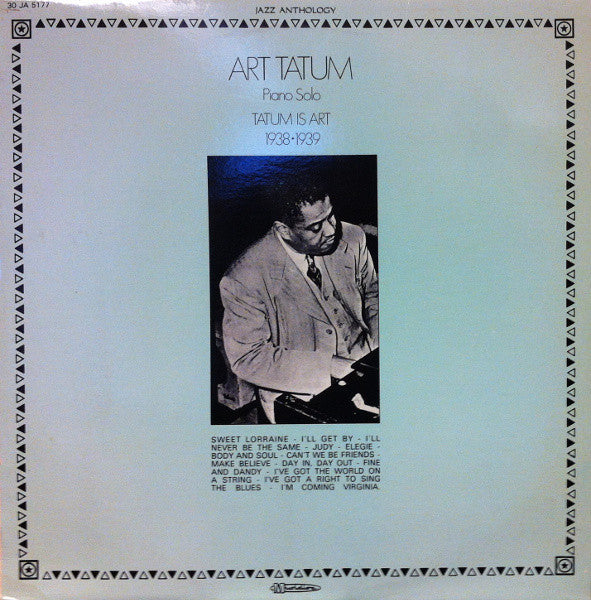 30 JA 5177
JAZZ ANTHOLOGY
ART TATUM
Piano Solo
TATUM IS ART
1938·1939
SWEET LORRAINE - I'LL GET BY - I'LL
NEVER BE THE SAME - JUDY - ELEGIE -
BODY AND SOUL - CAN'T WE BE FRIENDS -
MAKE BELIEVE - DAY IN, DAY OUT - FINE
AND DANDY - I'VE GOT THE WORLD ON
A STRING - I'VE GOT A RIGHT TO SING
THE BLUES - I'M COMING VIRGINIA.